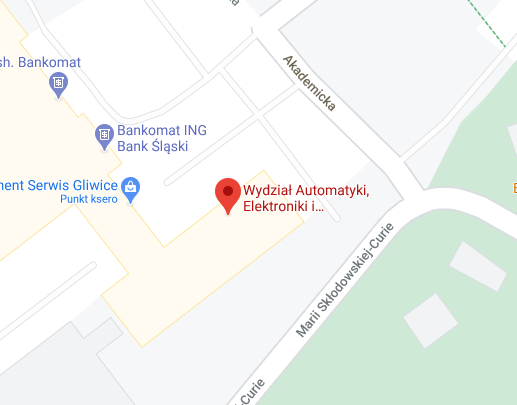 sh. Bankomat
Akademicka
Bankomat ING
Bank Śląski
ment Serwis Gliwice
Punkt ksero
Wydział Automatyki,
Elektroniki i...
Marii Skłodowskiej-Curie
-Curie